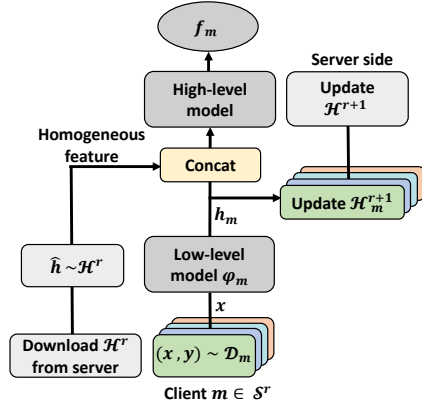 f_m
Server side
High-level
model
Update
ℋ^{r+1}
Homogeneous
feature
Concat
Update ℋ_m^{r+1}
h_m
ĥ ~ ℋ^r
Low-level
model φ_m
x
Download ℋ^r
from server
(x , y) ~ 𝒟_m
Client m ∈ 𝒮^r